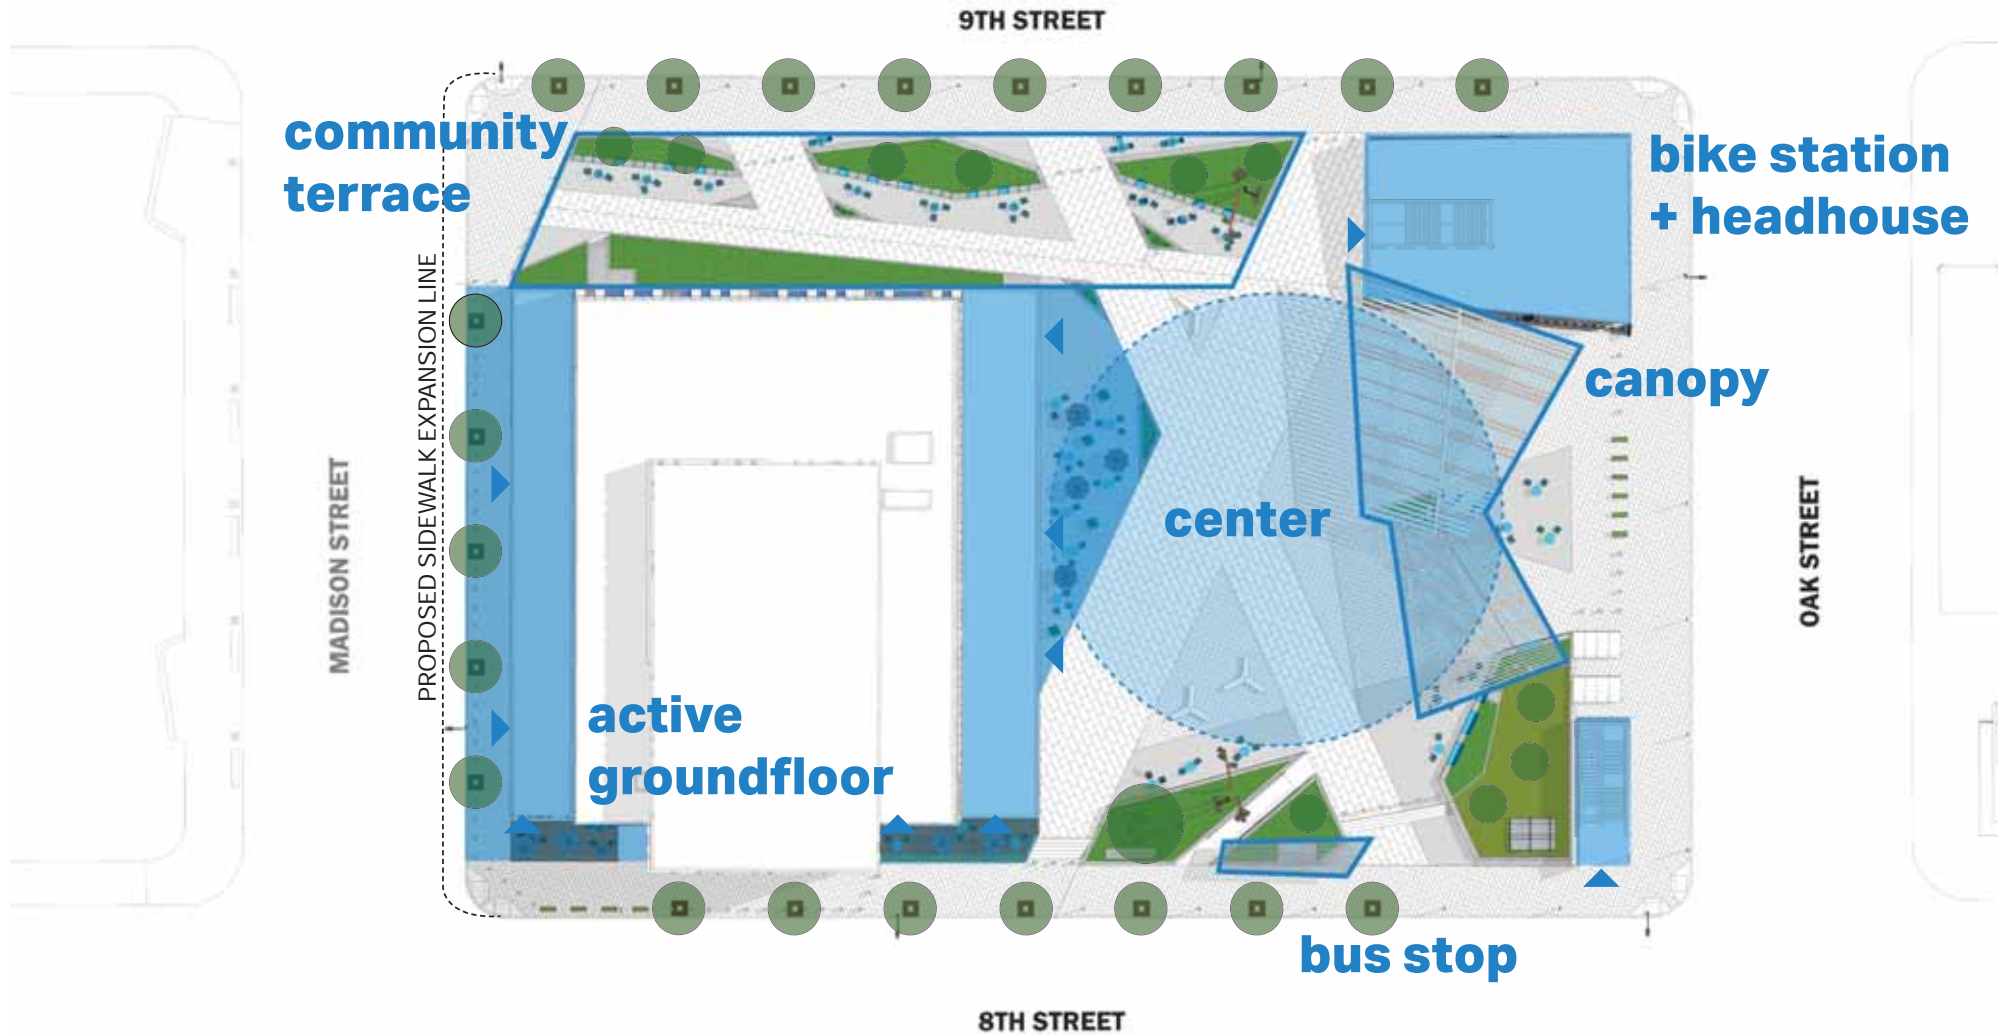 9TH STREET
community
terrace
bike station
+ headhouse
PROPOSED SIDEWALK EXPANSION LINE
canopy
MADISON STREET
center
OAK STREET
active
groundfloor
bus stop
8TH STREET